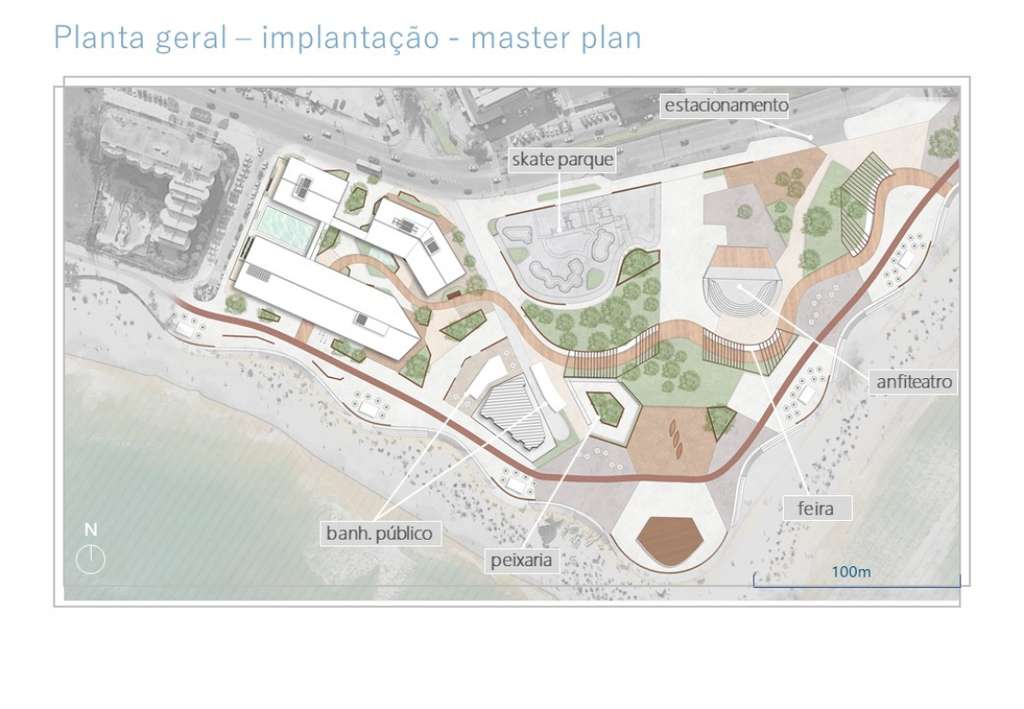 Planta geral – implantação - master plan
estacionamento
skate parque
anfiteatro
feira
banh. público
N
peixaria
100m